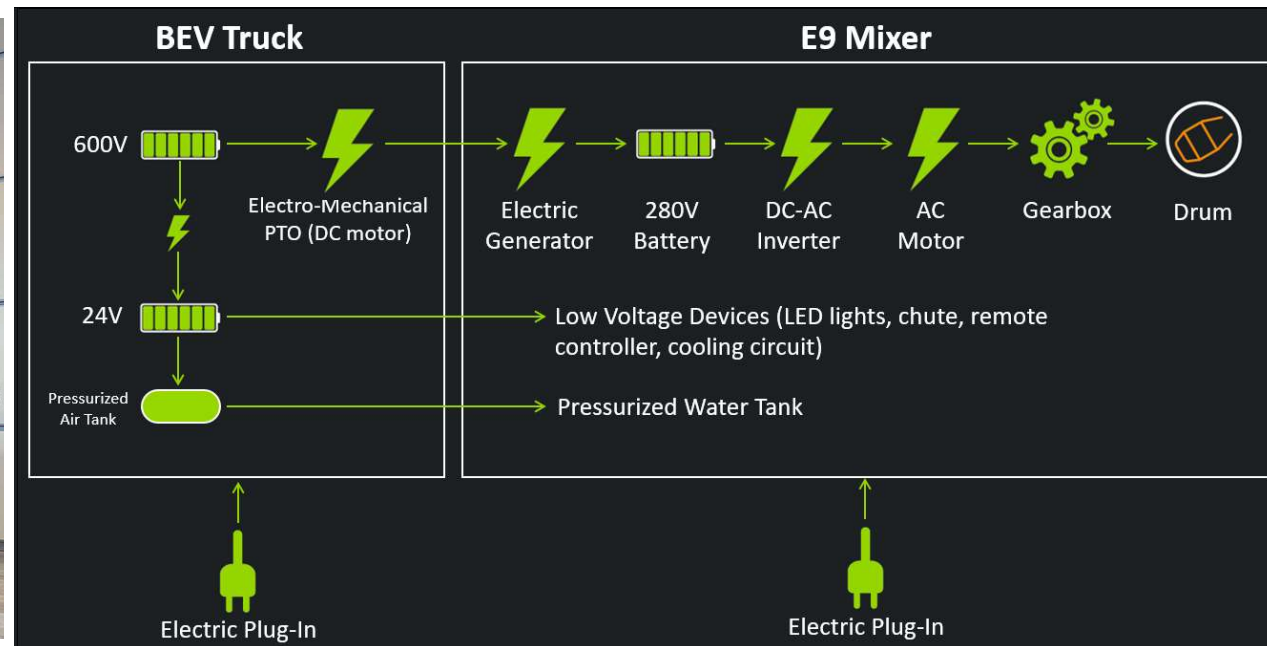 BEV Truck
E9 Mixer
600V
Electro-Mechanical
PTO (DC motor)
Electric
Generator
280V
Battery
DC-AC
Inverter
AC
Motor
Gearbox
Drum
24V
Low Voltage Devices (LED lights, chute, remote
controller, cooling circuit)
Pressurized
Air Tank
Pressurized Water Tank
Electric Plug-In
Electric Plug-In